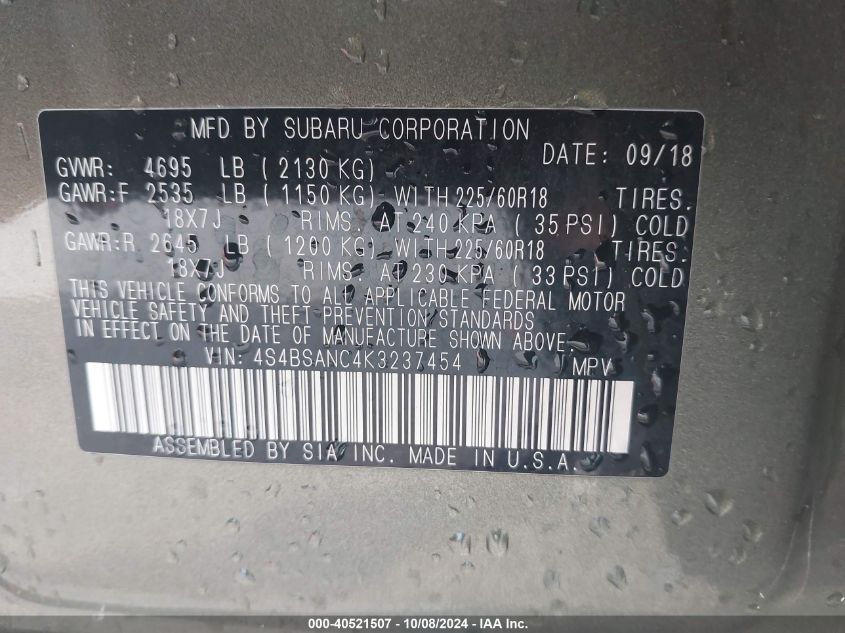 MFD BY SUBARU CORPORATION
DATE: 09/18
GVWR: 4695 LB ( 2130 KG)
GAWR:F 2535 LB ( 1150 KG) WITH 225/60R18 TIRES.
18X7J RIMS. AT 240 KPA ( 35 PSI) COLD
GAWR:R 2645 LB ( 1200 KG) WITH 225/60R18 TIRES.
18X7J RIMS. AT 230 KPA ( 33 PSI) COLD
THIS VEHICLE CONFORMS TO ALL APPLICABLE FEDERAL MOTOR
VEHICLE SAFETY AND THEFT PREVENTION STANDARDS
IN EFFECT ON THE DATE OF MANUFACTURE SHOWN ABOVE.
VIN: 4S4BSANC4K3237454 MPV
ASSEMBLED BY SIA INC. MADE IN U.S.A.
000-40521507 - 10/08/2024 - IAA Inc.